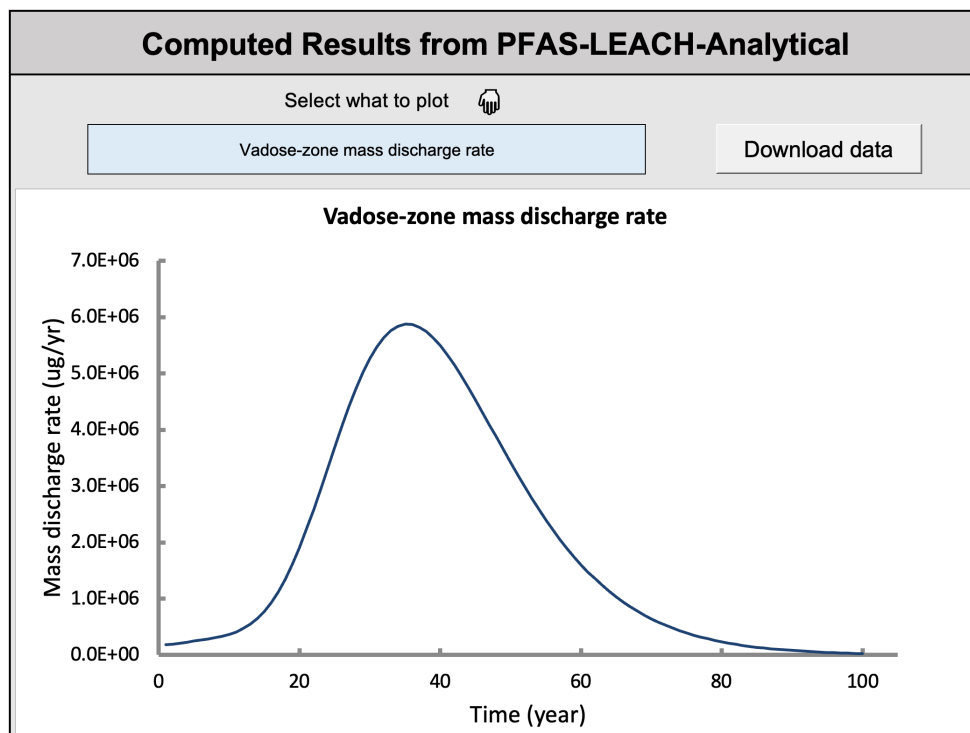 Computed Results from PFAS-LEACH-Analytical
Select what to plot
Vadose-zone mass discharge rate
Download data
Vadose-zone mass discharge rate
7.0E+06
6.0E+06
5.0E+06
4.0E+06
3.0E+06
2.0E+06
1.0E+06
0.0E+00
Mass discharge rate (ug/yr)
0 20 40 60 80 100
Time (year)